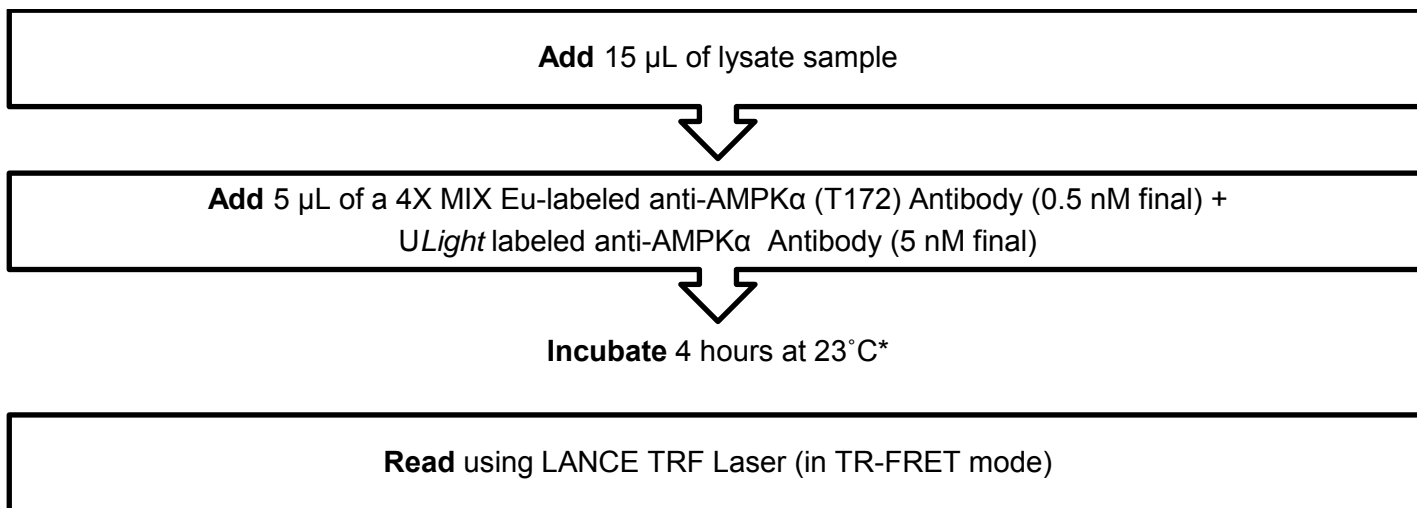 Add 15 µL of lysate sample
Add 5 µL of a 4X MIX Eu-labeled anti-AMPKα (T172) Antibody (0.5 nM final) +
ULight labeled anti-AMPKα Antibody (5 nM final)
Incubate 4 hours at 23˚C*
Read using LANCE TRF Laser (in TR-FRET mode)